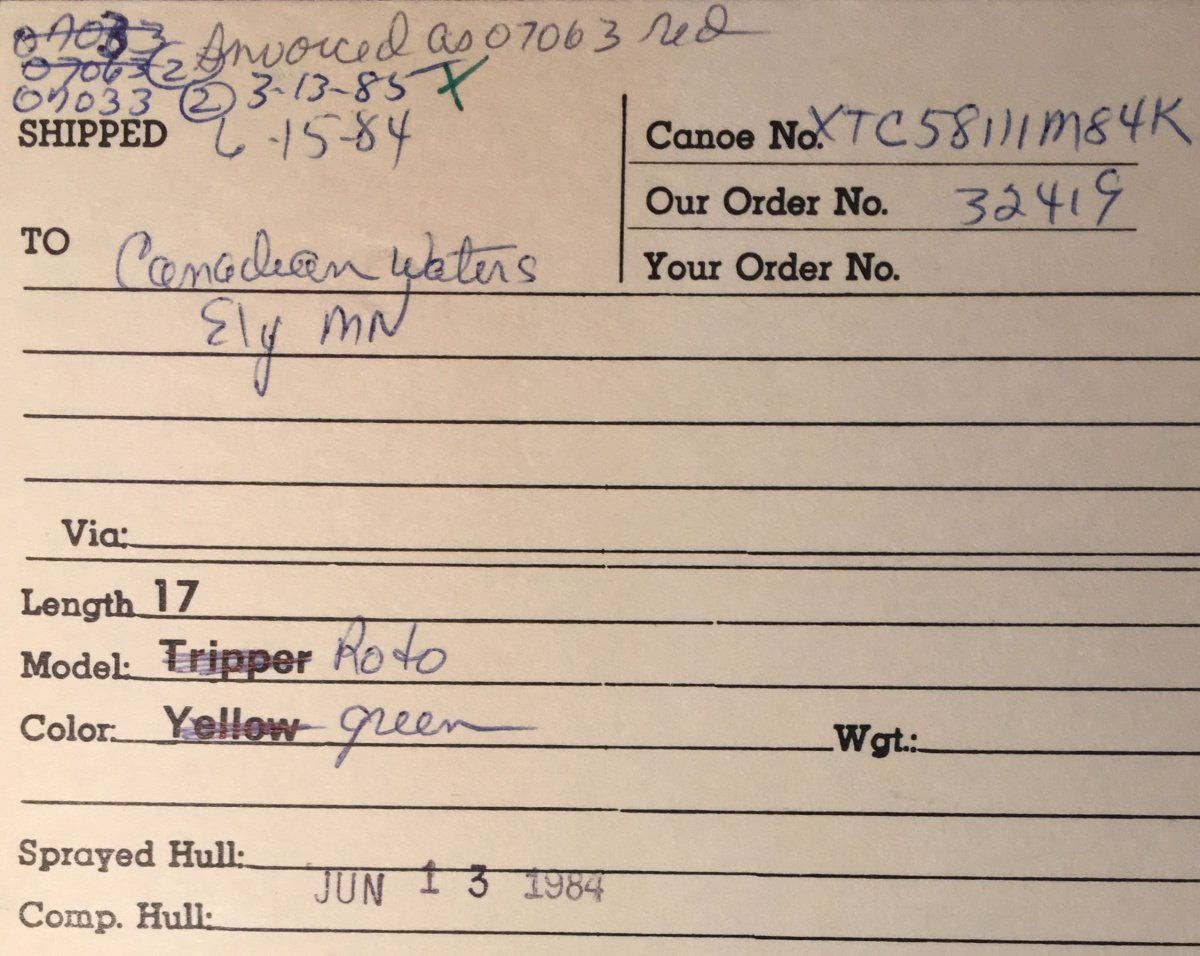 07033 Invoiced as 07063 red
07063 (2)
07033 (2) 3-13-85 X
SHIPPED 6-15-84
Canoe No. XTC58111M84K
Our Order No. 32419
Your Order No.
TO Canadian Waters
Ely MN
Via:
Length 17
Model: Tripper Roto
Color: Yellow green
Wgt.:
Sprayed Hull:
JUN 13 1984
Comp. Hull: